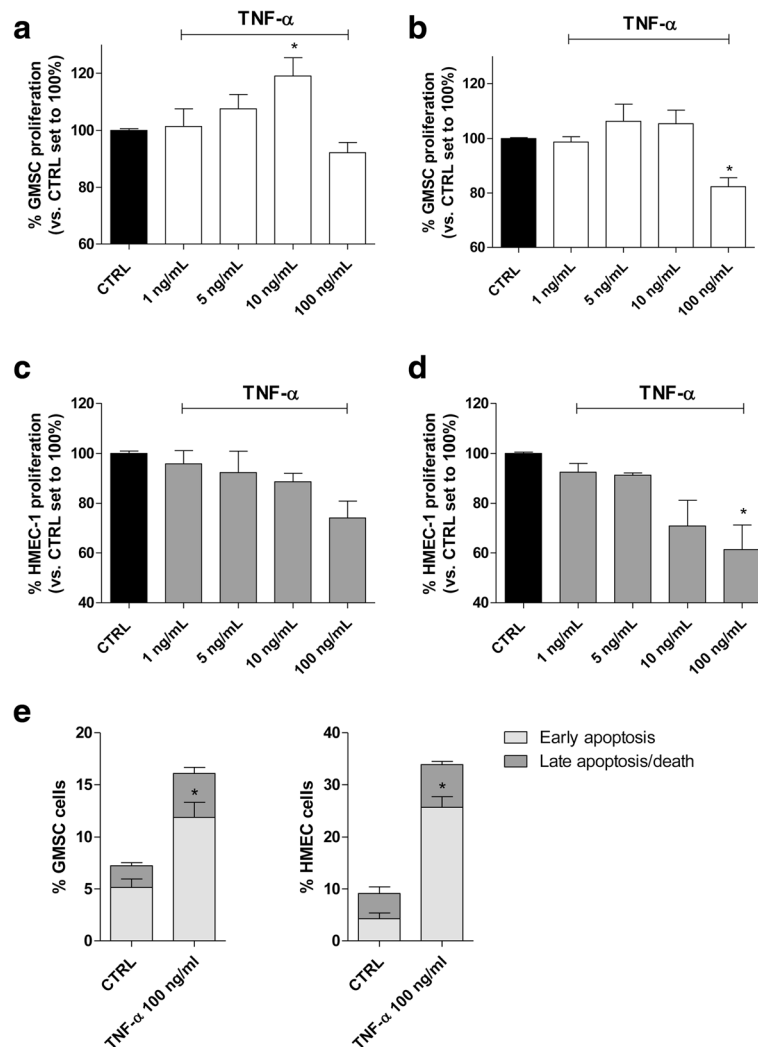 a
TNF-α
% GMSC proliferation
(vs. CTRL set to 100%)
120
100
80
60
*
CTRL
1 ng/mL
5 ng/mL
10 ng/mL
100 ng/mL
b
TNF-α
% GMSC proliferation
(vs. CTRL set to 100%)
120
100
80
60
*
CTRL
1 ng/mL
5 ng/mL
10 ng/mL
100 ng/mL
c
TNF-α
% HMEC-1 proliferation
(vs. CTRL set to 100%)
120
100
80
60
40
CTRL
1 ng/mL
5 ng/mL
10 ng/mL
100 ng/mL
d
TNF-α
% HMEC-1 proliferation
(vs. CTRL set to 100%)
120
100
80
60
40
*
CTRL
1 ng/mL
5 ng/mL
10 ng/mL
100 ng/mL
e
% GMSC cells
20
15
10
5
0
*
CTRL
TNF-α 100 ng/ml
% HMEC cells
40
30
20
10
0
*
CTRL
TNF-α 100 ng/ml
Early apoptosis
Late apoptosis/death